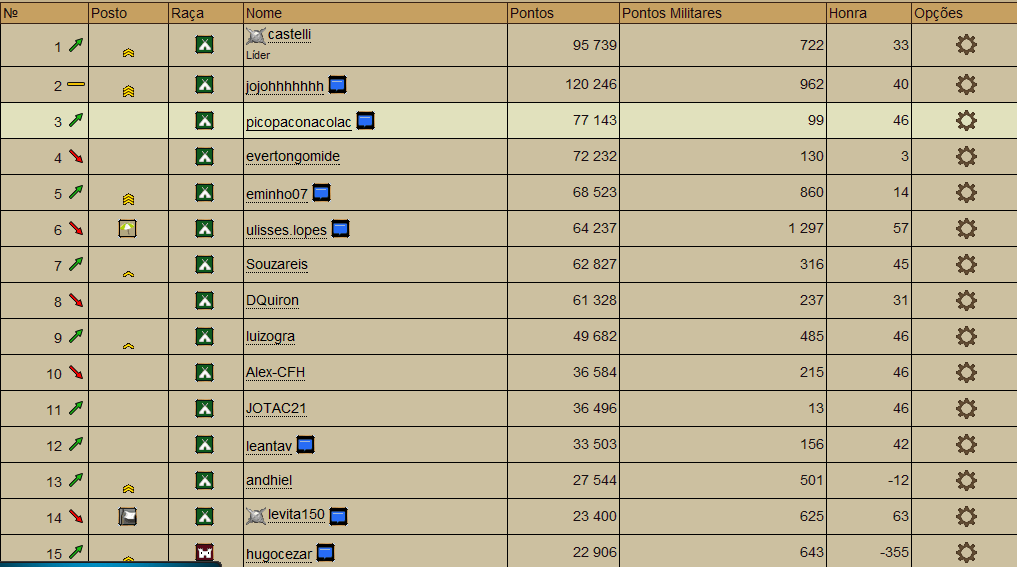 № Posto Raça Nome Pontos Pontos Militares Honra Opções
1 castelli 95 739 722 33
Líder
2 jojohhhhhhh 120 246 962 40
3 picopaconacolac 77 143 99 46
4 evertongomide 72 232 130 3
5 eminho07 68 523 860 14
6 ulisses.lopes 64 237 1 297 57
7 Souzareis 62 827 316 45
8 DQuiron 61 328 237 31
9 luizogra 49 682 485 46
10 Alex-CFH 36 584 215 46
11 JOTAC21 36 496 13 46
12 leantav 33 503 156 42
13 andhiel 27 544 501 -12
14 levita150 23 400 625 63
15 hugocezar 22 906 643 -355